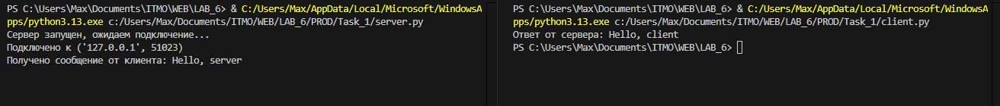 PS C:\Users\Max\Documents\ITMO\WEB\LAB_6> & C:/Users/Max/AppData/Local/Microsoft/WindowsA
pps/python3.13.exe c:/Users/Max/Documents/ITMO/WEB/LAB_6/PROD/Task_1/server.py
Сервер запущен, ожидаем подключение...
Подключено к ('127.0.0.1', 51023)
Получено сообщение от клиента: Hello, server
PS C:\Users\Max\Documents\ITMO\WEB\LAB_6> & C:/Users/Max/AppData/Local/Microsoft/WindowsA
pps/python3.13.exe c:/Users/Max/Documents/ITMO/WEB/LAB_6/PROD/Task_1/client.py
Ответ от сервера: Hello, client
PS C:\Users\Max\Documents\ITMO\WEB\LAB_6>